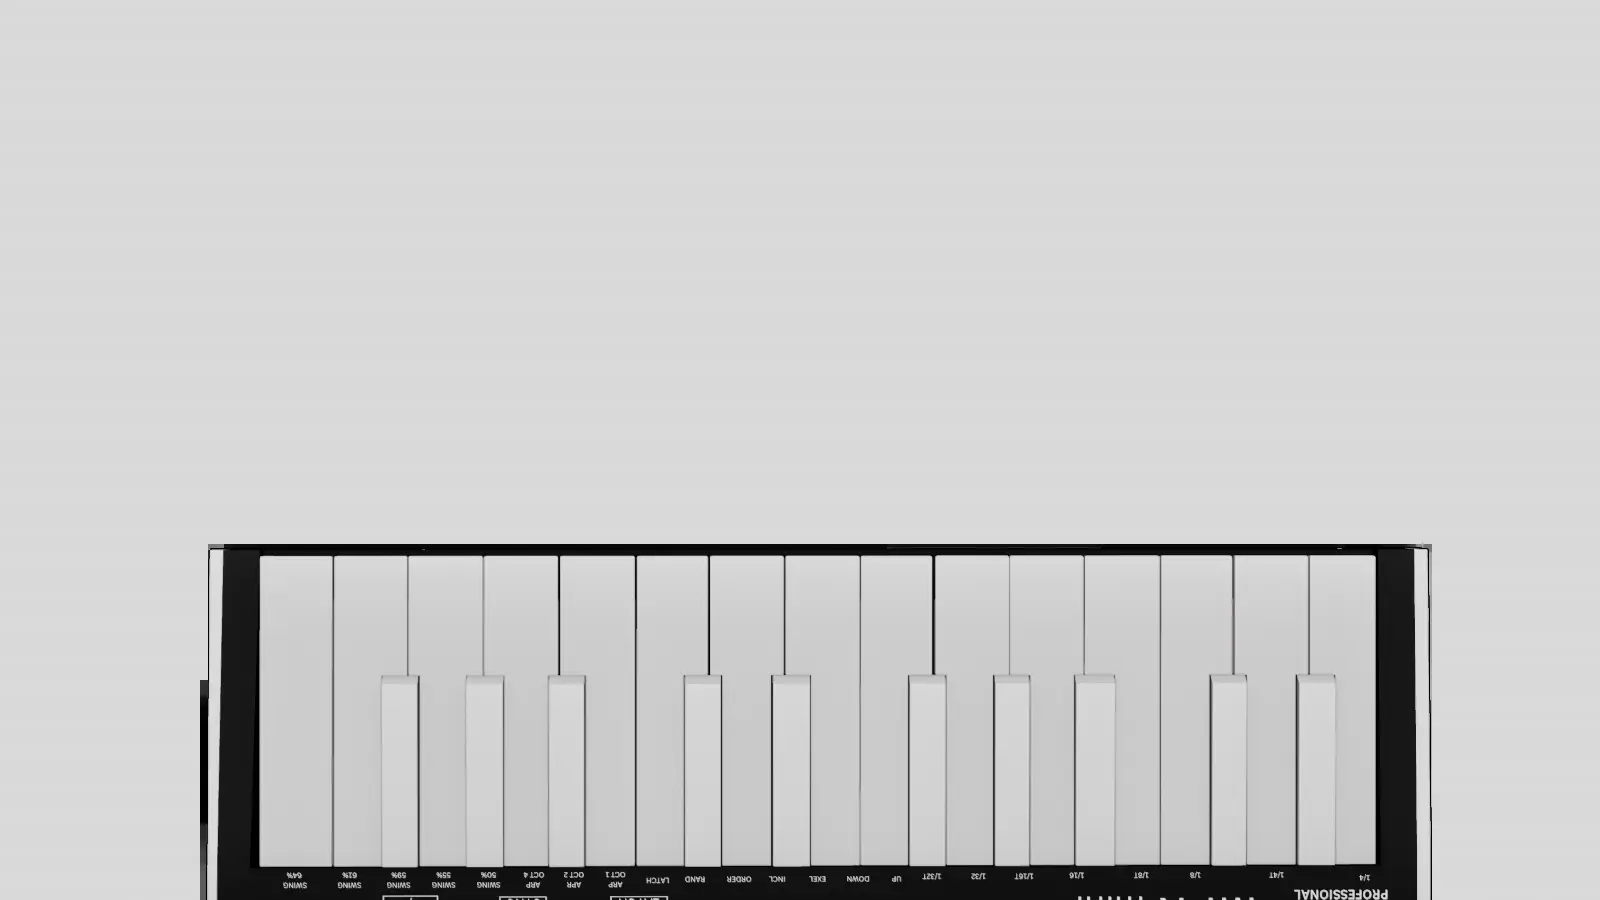 1/4
1/4T
1/8
1/8T
1/16
1/16T
1/32
1/32T
UP
DOWN
EXEL
INCL
ORDER
RAND
LATCH
ARP
OCT 1
APR
OCT 2
ARP
OCT 4
SWING
50%
SWING
55%
SWING
59%
SWING
61%
SWING
64%
PROFESSIONAL